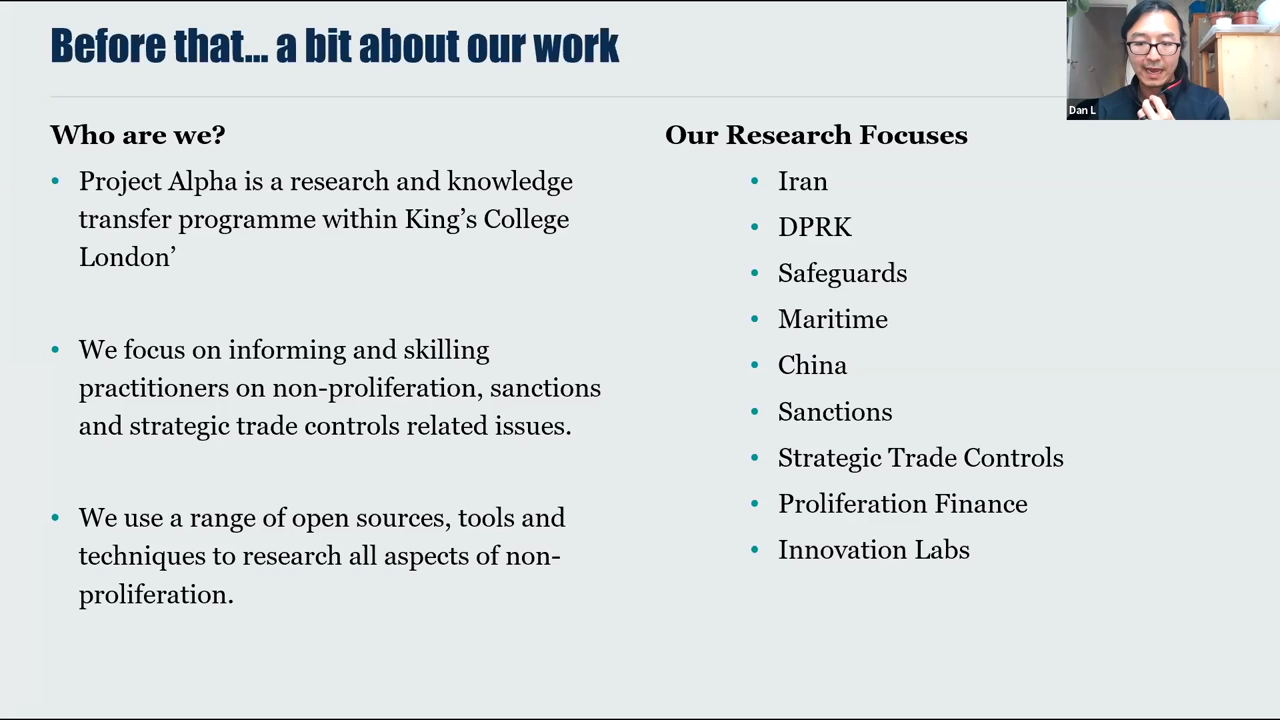 Before that... a bit about our work
Dan L
Who are we?
• Project Alpha is a research and knowledge
transfer programme within King’s College
London’
• We focus on informing and skilling
practitioners on non-proliferation, sanctions
and strategic trade controls related issues.
• We use a range of open sources, tools and
techniques to research all aspects of non-
proliferation.
Our Research Focuses
• Iran
• DPRK
• Safeguards
• Maritime
• China
• Sanctions
• Strategic Trade Controls
• Proliferation Finance
• Innovation Labs